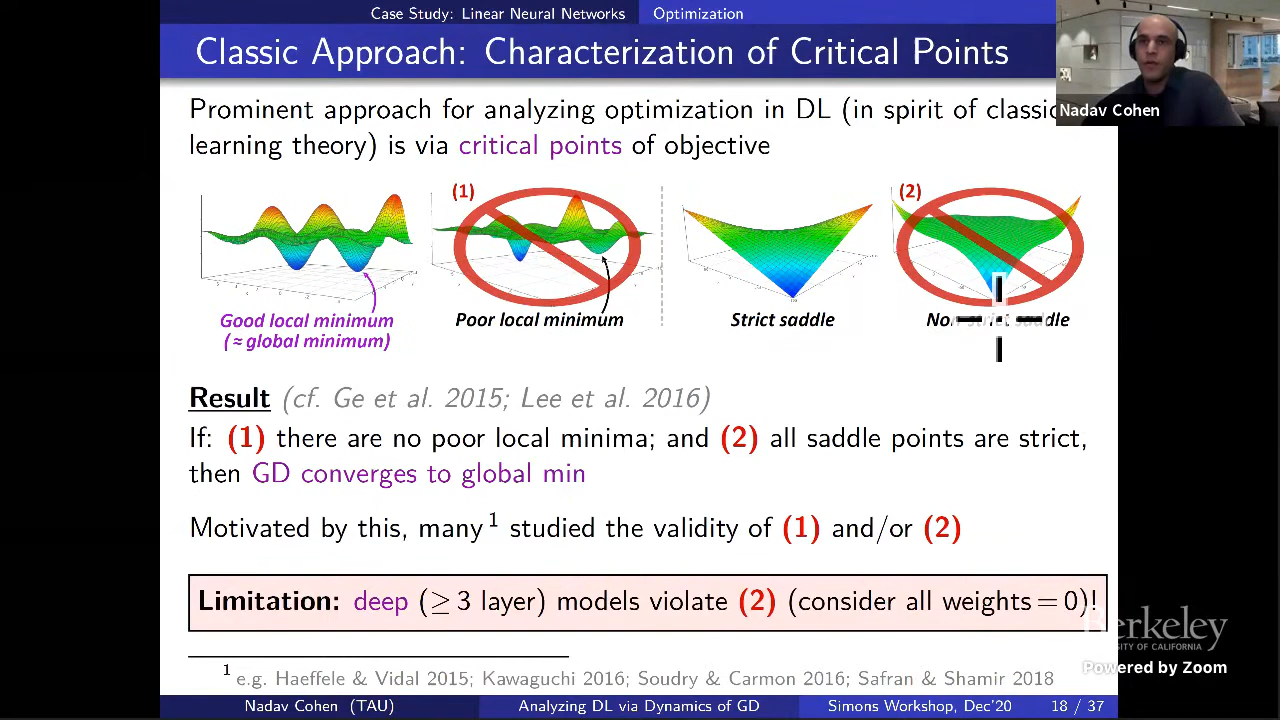 Case Study: Linear Neural Networks Optimization
Classic Approach: Characterization of Critical Points
Nadav Cohen
Prominent approach for analyzing optimization in DL (in spirit of classic
learning theory) is via critical points of objective
(1)
(2)
Good local minimum
(≈ global minimum)
Poor local minimum
Strict saddle
Result (cf. Ge et al. 2015; Lee et al. 2016)
If: (1) there are no poor local minima; and (2) all saddle points are strict,
then GD converges to global min
Motivated by this, many 1 studied the validity of (1) and/or (2)
Limitation: deep (≥ 3 layer) models violate (2) (consider all weights = 0)!
Berkeley
Powered by Zoom
1 e.g. Haeffele & Vidal 2015; Kawaguchi 2016; Soudry & Carmon 2016; Safran & Shamir 2018
Nadav Cohen (TAU) Analyzing DL via Dynamics of GD Simons Workshop, Dec'20 18 / 37